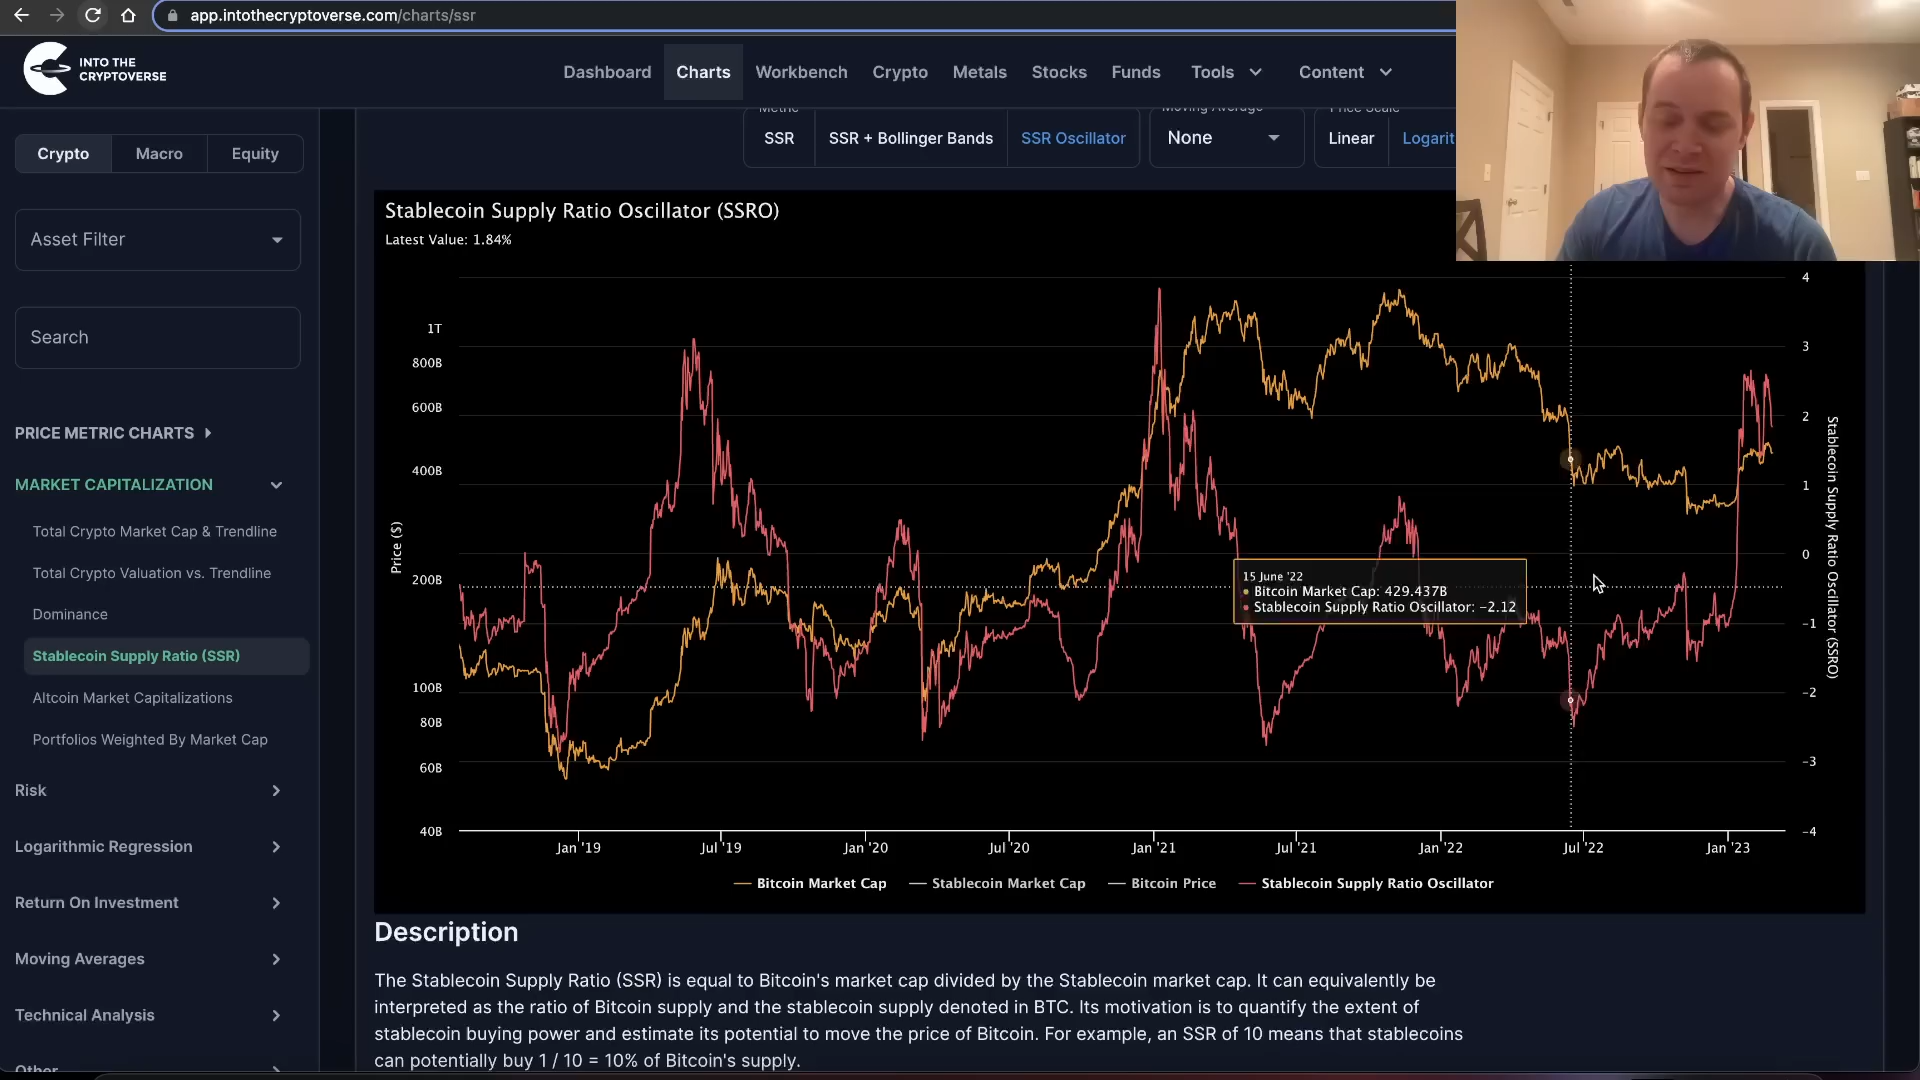 app.intothecryptoverse.com/charts/ssr
INTO THE
CRYPTOVERSE
Dashboard
Charts
Workbench
Crypto
Metals
Stocks
Funds
Tools
Content
Crypto
Macro
Equity
Asset Filter
Search
PRICE METRIC CHARTS
MARKET CAPITALIZATION
Total Crypto Market Cap & Trendline
Total Crypto Valuation vs. Trendline
Dominance
Stablecoin Supply Ratio (SSR)
Altcoin Market Capitalizations
Portfolios Weighted By Market Cap
Risk
Logarithmic Regression
Return On Investment
Moving Averages
Technical Analysis
Other
Metric
SSR
SSR + Bollinger Bands
SSR Oscillator
Moving Average
None
Price Scale
Linear
Logarit
Stablecoin Supply Ratio Oscillator (SSRO)
Latest Value: 1.84%
1T
800B
600B
400B
200B
100B
80B
60B
40B
Price ($)
4
3
2
1
0
−1
−2
−3
−4
Stablecoin Supply Ratio Oscillator (SSRO)
15 June '22
Bitcoin Market Cap: 429.437B
Stablecoin Supply Ratio Oscillator: −2.12
Jan '19
Jul '19
Jan '20
Jul '20
Jan '21
Jul '21
Jan '22
Jul '22
Jan '23
Bitcoin Market Cap
Stablecoin Market Cap
Bitcoin Price
Stablecoin Supply Ratio Oscillator
Description
The Stablecoin Supply Ratio (SSR) is equal to Bitcoin's market cap divided by the Stablecoin market cap. It can equivalently be
interpreted as the ratio of Bitcoin supply and the stablecoin supply denoted in BTC. Its motivation is to quantify the extent of
stablecoin buying power and estimate its potential to move the price of Bitcoin. For example, an SSR of 10 means that stablecoins
can potentially buy 1 / 10 = 10% of Bitcoin's supply.